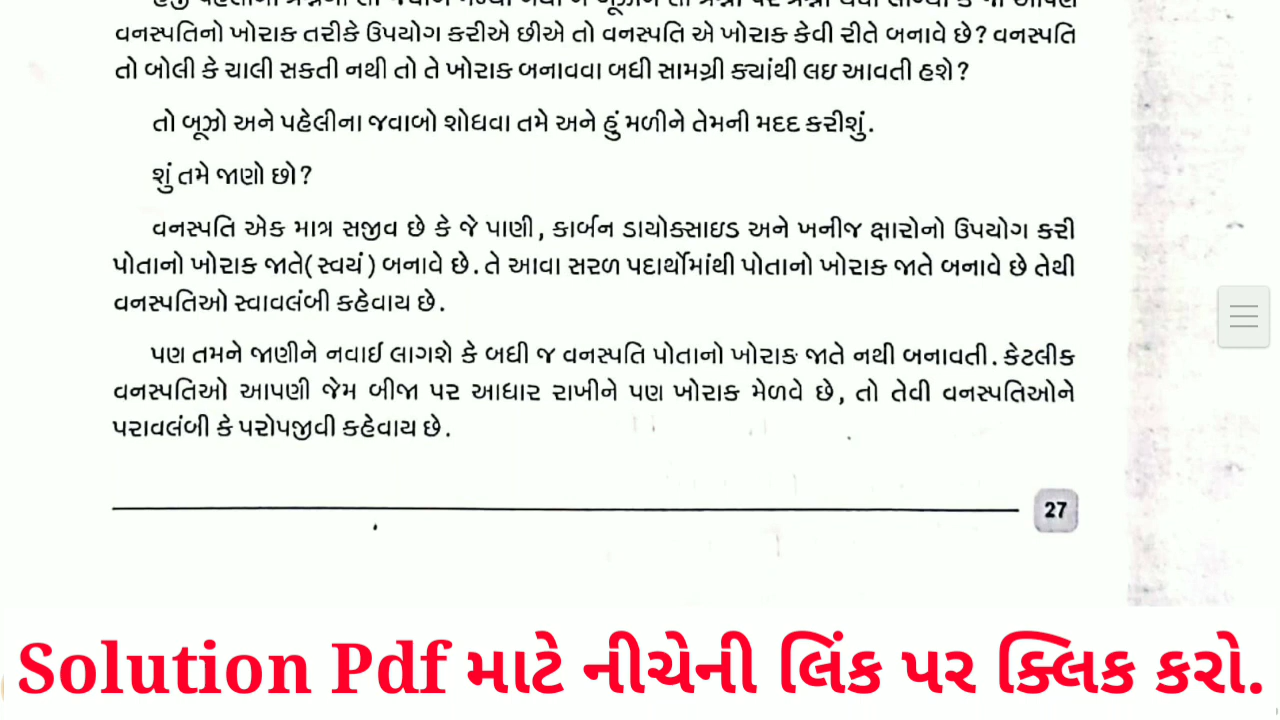 વનસ્પતિનો ખોરાક તરીકે ઉપયોગ કરીએ છીએ તો વનસ્પતિ એ ખોરાક કેવી રીતે બનાવે છે? વનસ્પતિ
તો બોલી કે ચાલી સકતી નથી તો તે ખોરાક બનાવવા બધી સામગ્રી ક્યાંથી લઇ આવતી હશે?
તો બૂઝો અને પહેલીના જવાબો શોધવા તમે અને હું મળીને તેમની મદદ કરીશું.
શું તમે જાણો છો?
વનસ્પતિ એક માત્ર સજીવ છે કે જે પાણી, કાર્બન ડાયોક્સાઇડ અને ખનીજ ક્ષારોનો ઉપયોગ કરી
પોતાનો ખોરાક જાતે(સ્વયં) બનાવે છે. તે આવા સરળ પદાર્થોમાંથી પોતાનો ખોરાક જાતે બનાવે છે તેથી
વનસ્પતિઓ સ્વાવલંબી કહેવાય છે.
પણ તમને જાણીને નવાઈ લાગશે કે બધી જ વનસ્પતિ પોતાનો ખોરાક જાતે નથી બનાવતી. કેટલીક
વનસ્પતિઓ આપણી જેમ બીજા પર આધાર રાખીને પણ ખોરાક મેળવે છે, તો તેવી વનસ્પતિઓને
પરાવલંબી કે પરોપજીવી કહેવાય છે.
27
Solution Pdf માટે નીચેની લિંક પર ક્લિક કરો.